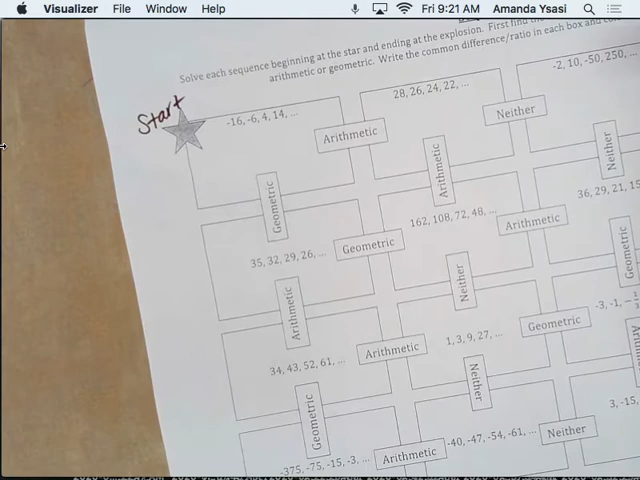 Visualizer File Window Help Fri 9:21 AM Amanda Ysasi
Solve each sequence beginning at the star and ending at the explosion. First find the
arithmetic or geometric. Write the common difference/ratio in each box and
Start
-16, -6, 4, 14, ...
Arithmetic
28, 26, 24, 22, ...
Neither
-2, 10, -50, 250, ...
Geometric
Arithmetic
Neither
35, 32, 29, 26, ...
Geometric
162, 108, 72, 48, ...
Arithmetic
36, 29, 21, 15
Arithmetic
Neither
Geometric
34, 43, 52, 61, ...
Arithmetic
1, 3, 9, 27, ...
Geometric
-3, -1,
Geometric
Neither
-375, -75, -15, -3, ...
Arithmetic
-40, -47, -54, -61, ...
Neither
3, -15,